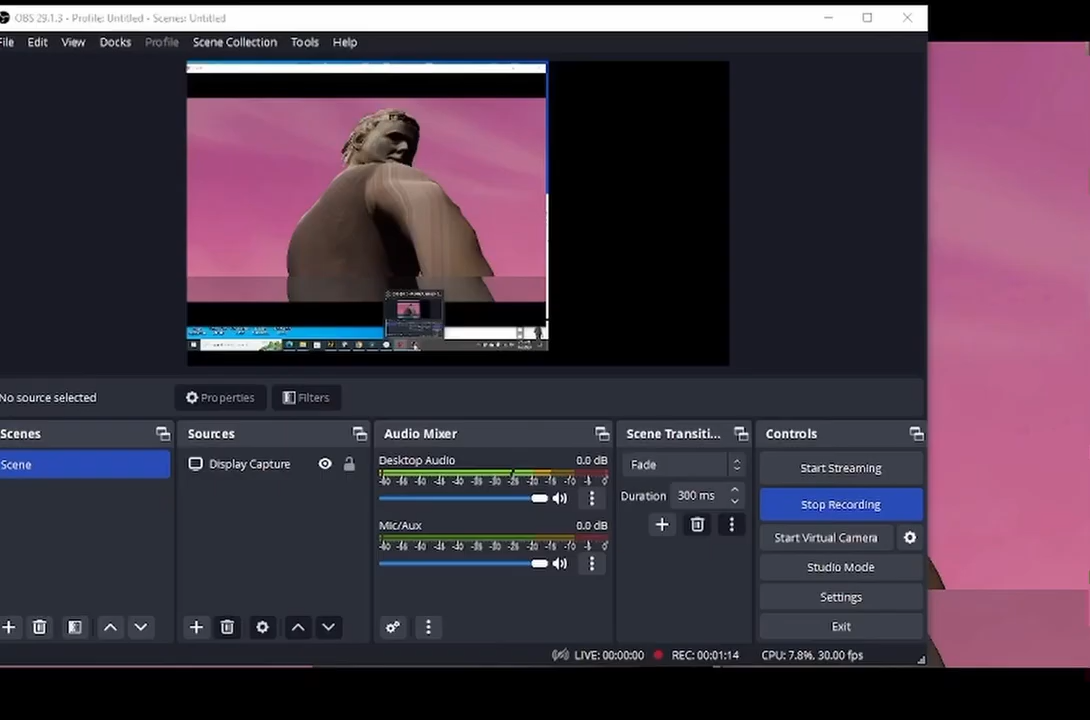 OBS 29.1.3 - Profile: Untitled - Scenes: Untitled
File Edit View Docks Profile Scene Collection Tools Help
No source selected Properties Filters
Scenes Sources Audio Mixer Scene Transiti... Controls
Scene
Display Capture
Desktop Audio 0.0 dB
Mic/Aux 0.0 dB
Fade
Duration 300 ms
Start Streaming
Stop Recording
Start Virtual Camera
Studio Mode
Settings
Exit
LIVE: 00:00:00 REC: 00:01:14 CPU: 7.8%, 30.00 fps